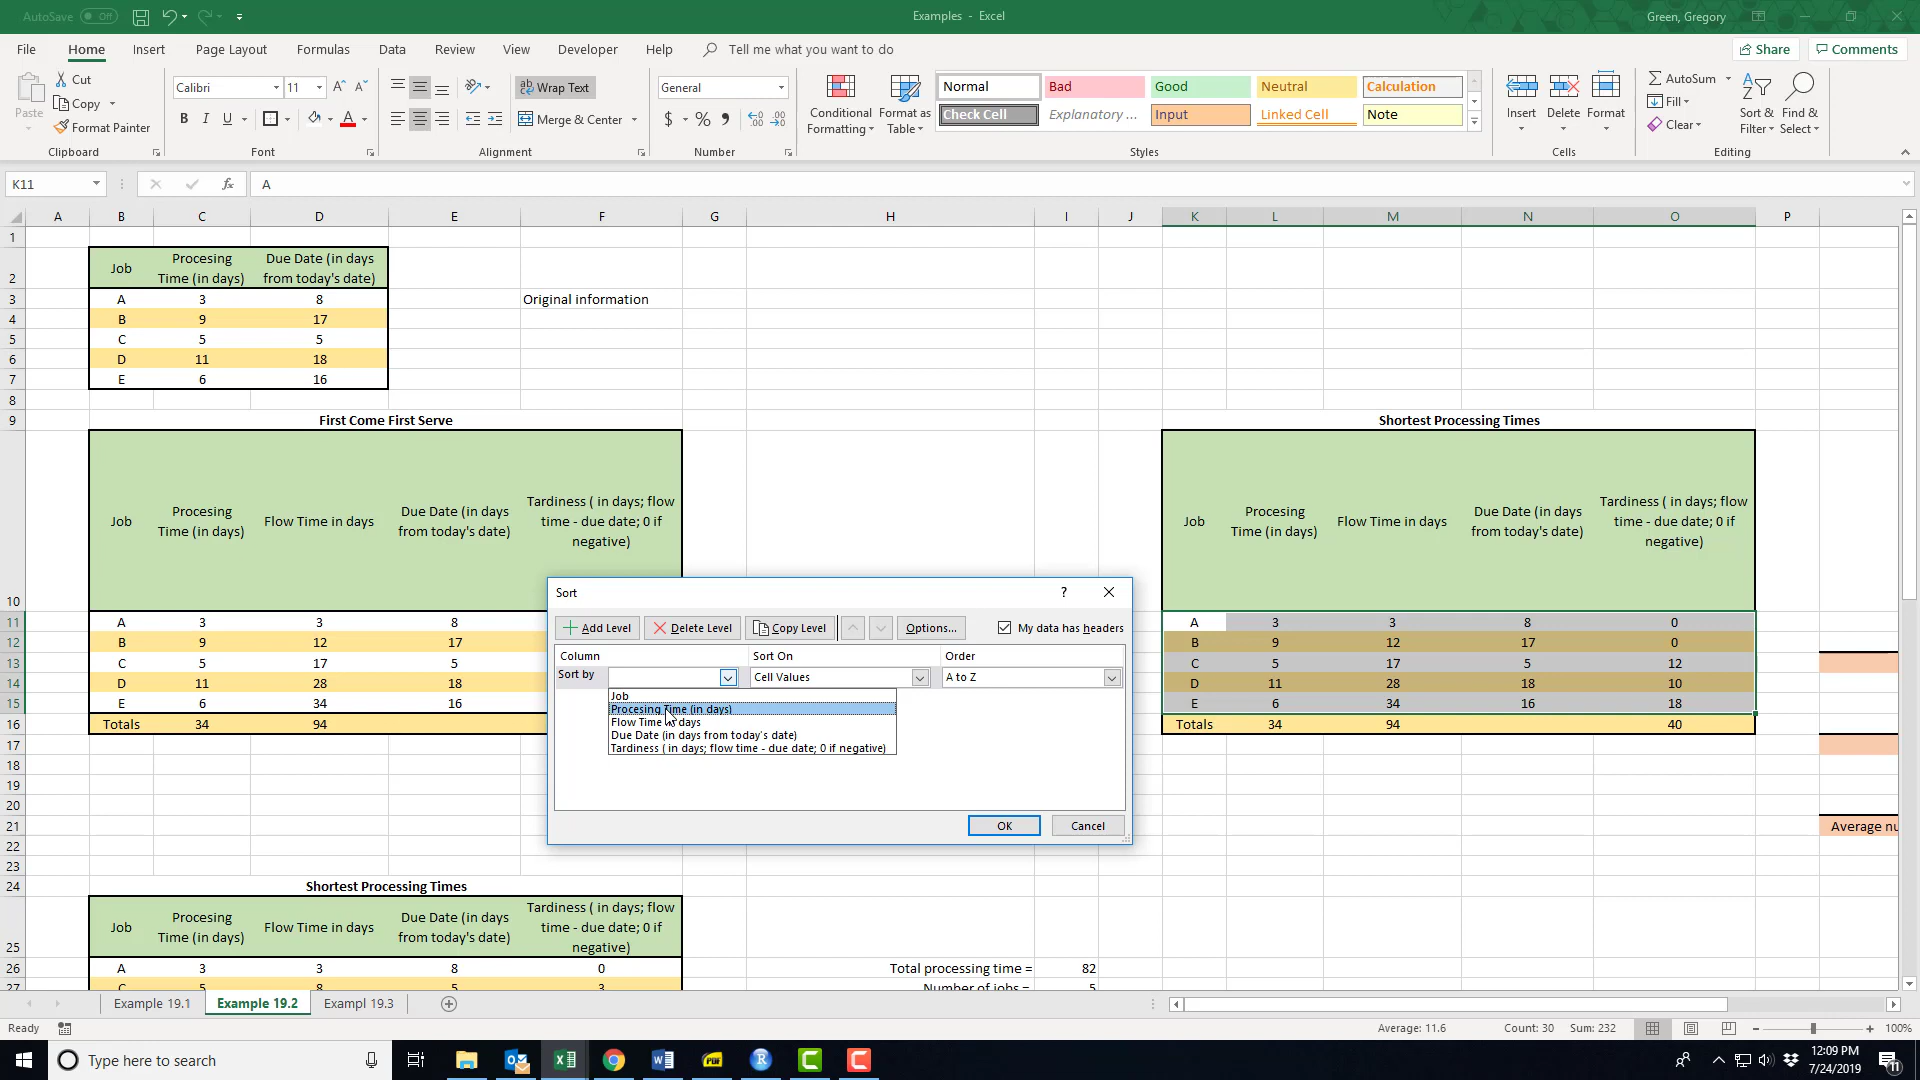 AutoSave Off
Examples - Excel
Green, Gregory
File Home Insert Page Layout Formulas Data Review View Developer Help Tell me what you want to do Share Comments
Paste Cut
Copy
Format Painter
Clipboard
Calibri 11
B I U A
Font
Wrap Text
Merge & Center
Alignment
General
$ % ,
Number
Conditional Formatting
Format as Table
Normal Bad Good Neutral Calculation
Check Cell Explanatory ... Input Linked Cell Note
Styles
Insert Delete Format
Cells
AutoSum
Fill
Clear
Sort & Filter
Find & Select
Editing
K11 fx A
A B C D E F G H I J K L M N O P
1
2 Job Procesing Time (in days) Due Date (in days from today's date)
3 A 3 8 Original information
4 B 9 17
5 C 5 5
6 D 11 18
7 E 6 16
8
9 First Come First Serve Shortest Processing Times
10 Job Procesing Time (in days) Flow Time in days Due Date (in days from today's date) Tardiness ( in days; flow time - due date; 0 if negative) Job Procesing Time (in days) Flow Time in days Due Date (in days from today's date) Tardiness ( in days; flow time - due date; 0 if negative)
11 A 3 3 8 A 3 3 8 0
12 B 9 12 17 B 9 12 17 0
13 C 5 17 5 C 5 17 5 12
14 D 11 28 18 D 11 28 18 10
15 E 6 34 16 E 6 34 16 18
16 Totals 34 94 Totals 34 94 40
17
18
19
20
21 Average nu
22
23
24 Shortest Processing Times
25 Job Procesing Time (in days) Flow Time in days Due Date (in days from today's date) Tardiness ( in days; flow time - due date; 0 if negative)
26 A 3 3 8 0 Total processing time = 82
27 C 5 8 5 3 Number of jobs = 5
Sort ?
Add Level Delete Level Copy Level Options... My data has headers
Column Sort On Order
Sort by Cell Values A to Z
Job
Procesing Time (in days)
Flow Time in days
Due Date (in days from today's date)
Tardiness ( in days; flow time - due date; 0 if negative)
OK Cancel
Example 19.1 Example 19.2 Exampl 19.3
Ready Average: 11.6 Count: 30 Sum: 232 100%
Type here to search
12:09 PM
7/24/2019
11